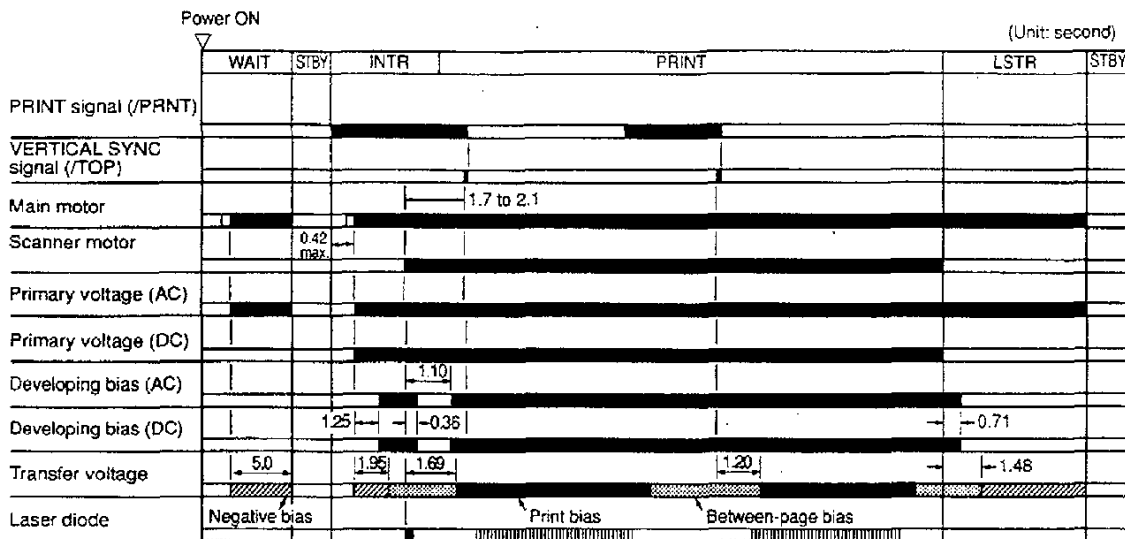 Power ON
(Unit: second)
WAIT STBY INTR PRINT LSTR STBY
PRINT signal (/PRNT)
VERTICAL SYNC
signal (/TOP)
1.7 to 2.1
Main motor
Scanner motor
0.42
max.
Primary voltage (AC)
Primary voltage (DC)
1.10
Developing bias (AC)
1.25 0.36 0.71
Developing bias (DC)
5.0 1.95 1.69 1.20 1.48
Transfer voltage
Negative bias Print bias Between-page bias
Laser diode